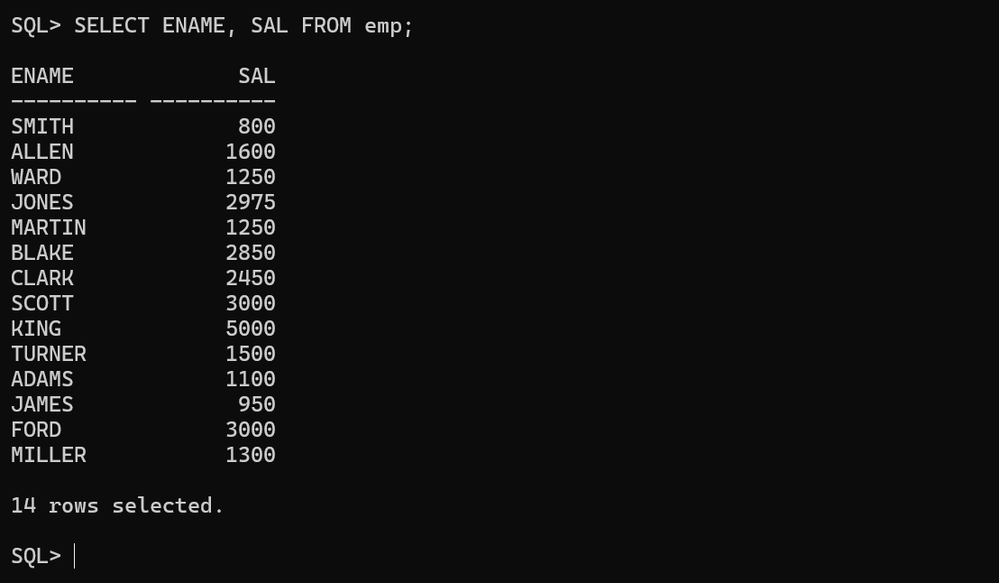 SQL> SELECT ENAME, SAL FROM emp;
ENAME             SAL
---------- ----------
SMITH             800
ALLEN            1600
WARD             1250
JONES            2975
MARTIN           1250
BLAKE            2850
CLARK            2450
SCOTT            3000
KING             5000
TURNER           1500
ADAMS            1100
JAMES             950
FORD             3000
MILLER           1300
14 rows selected.
SQL>